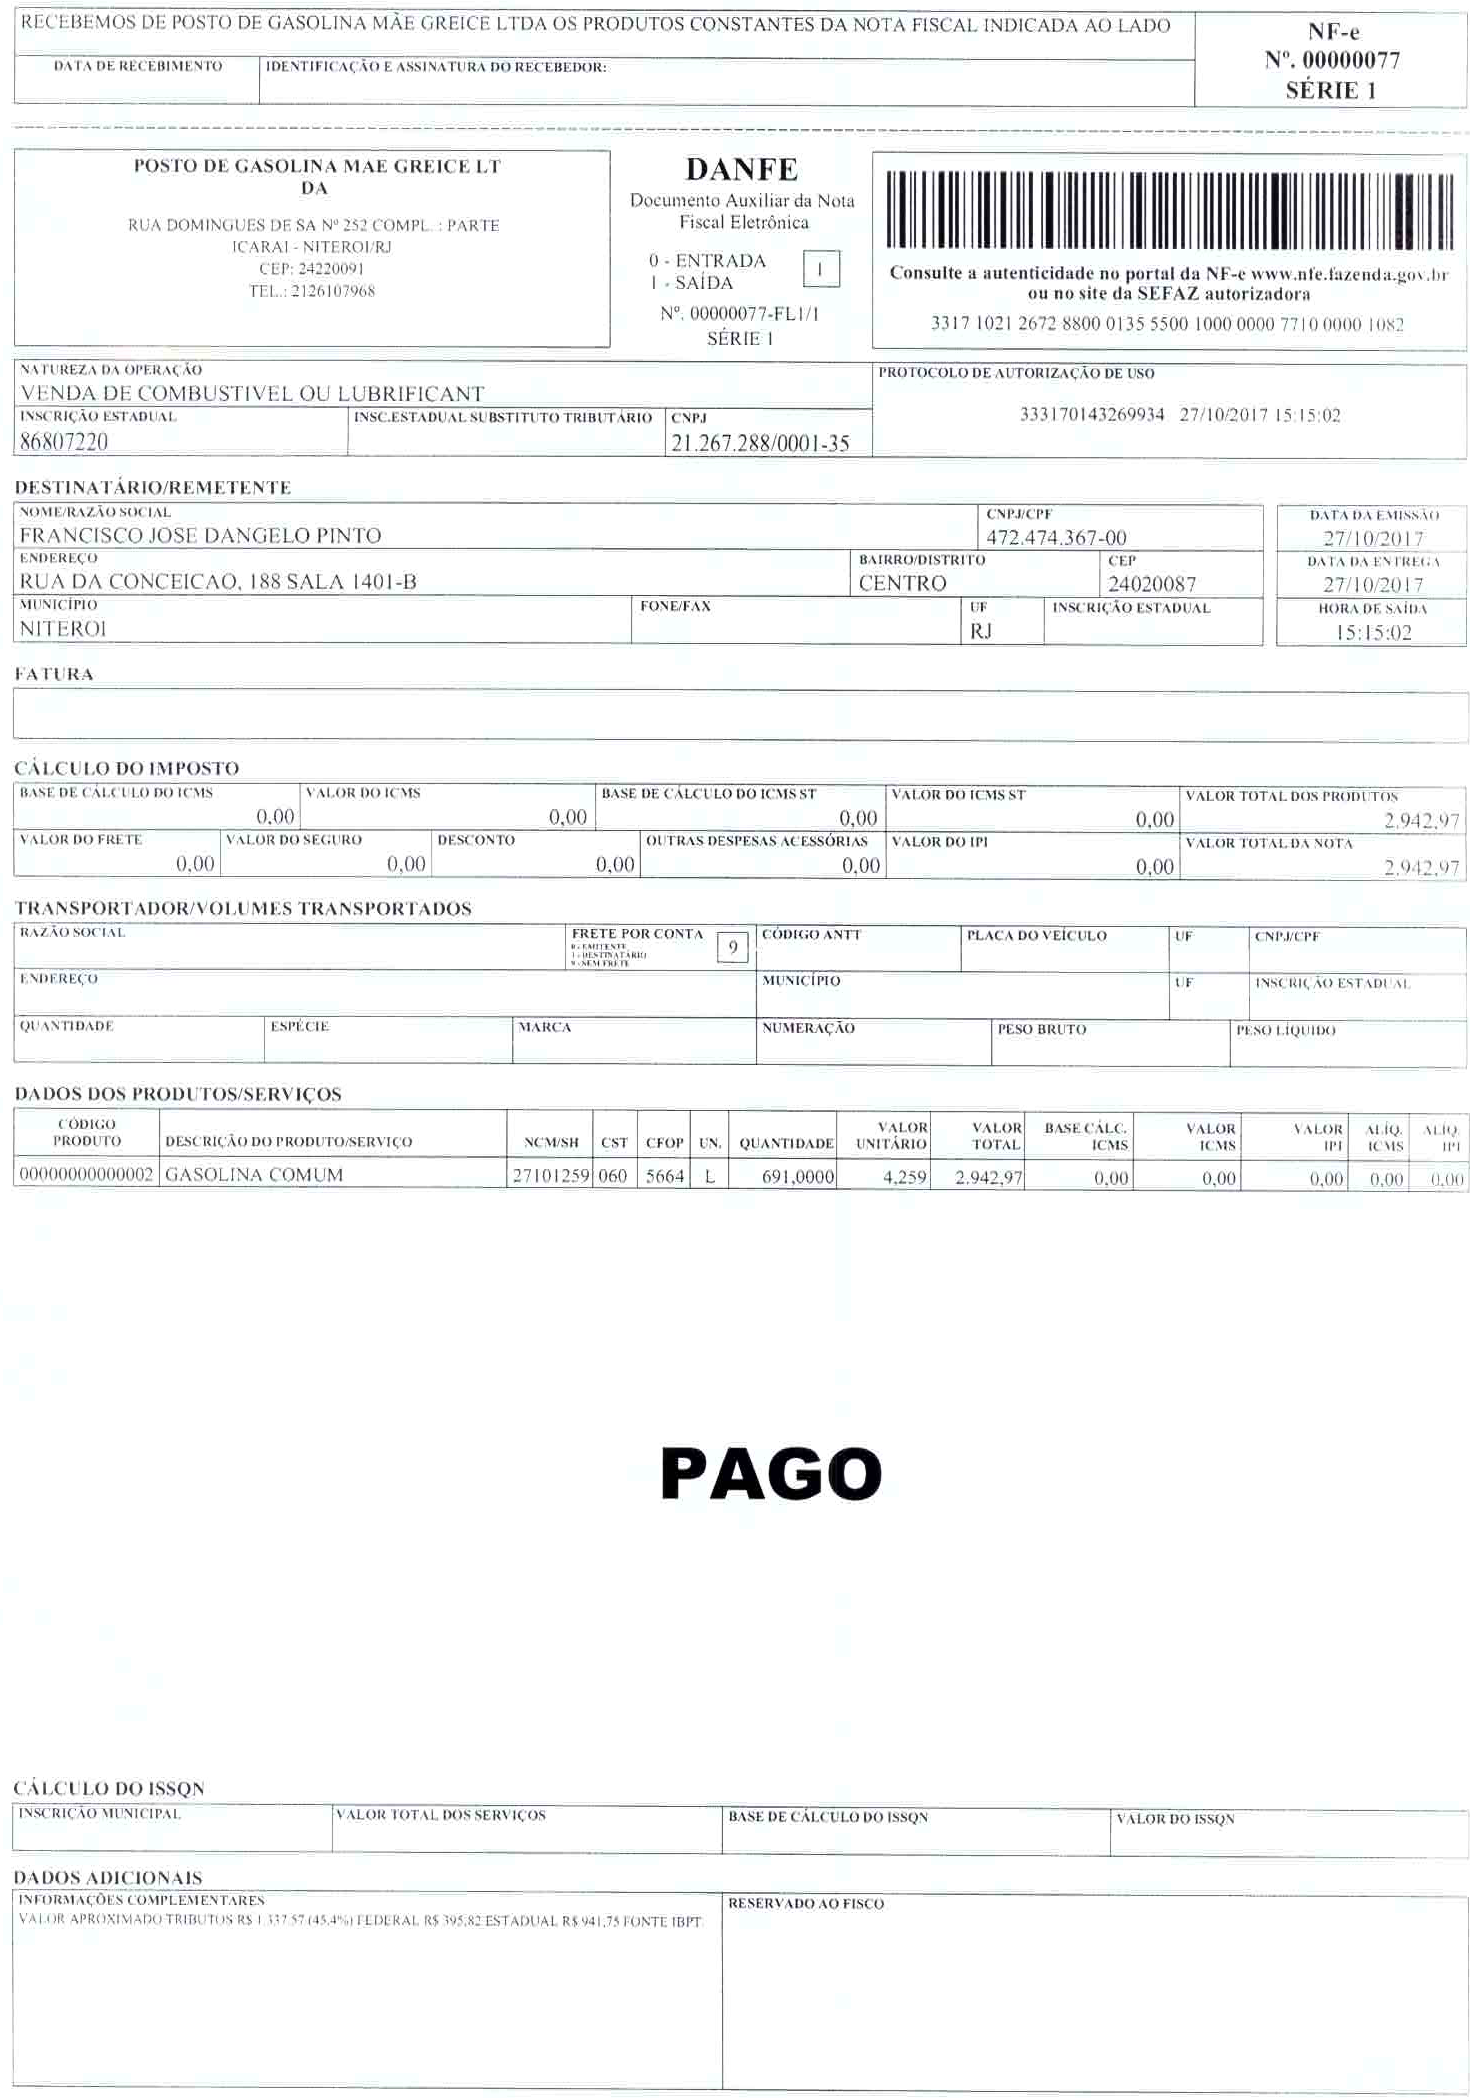 RECEBEMOS DE POSTO DE GASOLINA MÃE GREICE LTDA OS PRODUTOS CONSTANTES DA NOTA FISCAL INDICADA AO LADO
DATA DE RECEBIMENTO IDENTIFICAÇÃO E ASSINATURA DO RECEBEDOR:
NF-e
Nº. 00000077
SÉRIE 1
POSTO DE GASOLINA MAE GREICE LT
DA
RUA DOMINGUES DE SA Nº 252 COMPL. : PARTE
ICARAI - NITEROI/RJ
CEP: 24220091
TEL.: 2126107968
DANFE
Documento Auxiliar da Nota
Fiscal Eletrônica
0 - ENTRADA
1 - SAÍDA
1
Nº. 00000077-FL1/1
SÉRIE 1
Consulte a autenticidade no portal da NF-e www.nfe.fazenda.gov.br
ou no site da SEFAZ autorizadora
3317 1021 2672 8800 0135 5500 1000 0000 7710 0000 1082
NATUREZA DA OPERAÇÃO
VENDA DE COMBUSTIVEL OU LUBRIFICANT
PROTOCOLO DE AUTORIZAÇÃO DE USO
333170143269934 27/10/2017 15:15:02
INSCRIÇÃO ESTADUAL INSC.ESTADUAL SUBSTITUTO TRIBUTÁRIO CNPJ
86807220 21.267.288/0001-35
DESTINATÁRIO/REMETENTE
NOME/RAZÃO SOCIAL CNPJ/CPF DATA DA EMISSÃO
FRANCISCO JOSE DANGELO PINTO 472.474.367-00 27/10/2017
ENDEREÇO BAIRRO/DISTRITO CEP DATA DA ENTREGA
RUA DA CONCEICAO, 188 SALA 1401-B CENTRO 24020087 27/10/2017
MUNICÍPIO FONE/FAX UF INSCRIÇÃO ESTADUAL HORA DE SAÍDA
NITEROI RJ 15:15:02
FATURA
CÁLCULO DO IMPOSTO
BASE DE CÁLCULO DO ICMS VALOR DO ICMS BASE DE CÁLCULO DO ICMS ST VALOR DO ICMS ST VALOR TOTAL DOS PRODUTOS
0,00 0,00 0,00 0,00 2.942,97
VALOR DO FRETE VALOR DO SEGURO DESCONTO OUTRAS DESPESAS ACESSÓRIAS VALOR DO IPI VALOR TOTAL DA NOTA
0,00 0,00 0,00 0,00 0,00 2.942,97
TRANSPORTADOR/VOLUMES TRANSPORTADOS
RAZÃO SOCIAL FRETE POR CONTA 9 CÓDIGO ANTT PLACA DO VEÍCULO UF CNPJ/CPF
0 - EMITENTE
1 - DESTINATÁRIO
9 - SEM FRETE
ENDEREÇO MUNICÍPIO UF INSCRIÇÃO ESTADUAL
QUANTIDADE ESPÉCIE MARCA NUMERAÇÃO PESO BRUTO PESO LÍQUIDO
DADOS DOS PRODUTOS/SERVIÇOS
CÓDIGO PRODUTO DESCRIÇÃO DO PRODUTO/SERVIÇO NCM/SH CST CFOP UN. QUANTIDADE VALOR UNITÁRIO VALOR TOTAL BASE CÁLC. ICMS VALOR ICMS VALOR IPI ALÍQ. ICMS ALÍQ. IPI
00000000000002 GASOLINA COMUM 27101259 060 5664 L 691,0000 4,259 2.942,97 0,00 0,00 0,00 0,00 0,00
PAGO
CÁLCULO DO ISSQN
INSCRIÇÃO MUNICIPAL VALOR TOTAL DOS SERVIÇOS BASE DE CÁLCULO DO ISSQN VALOR DO ISSQN
DADOS ADICIONAIS
INFORMAÇÕES COMPLEMENTARES RESERVADO AO FISCO
VALOR APROXIMADO TRIBUTOS R$ 1.337,57 (45,4%) FEDERAL R$ 395,82 ESTADUAL R$ 941,75 FONTE IBPT